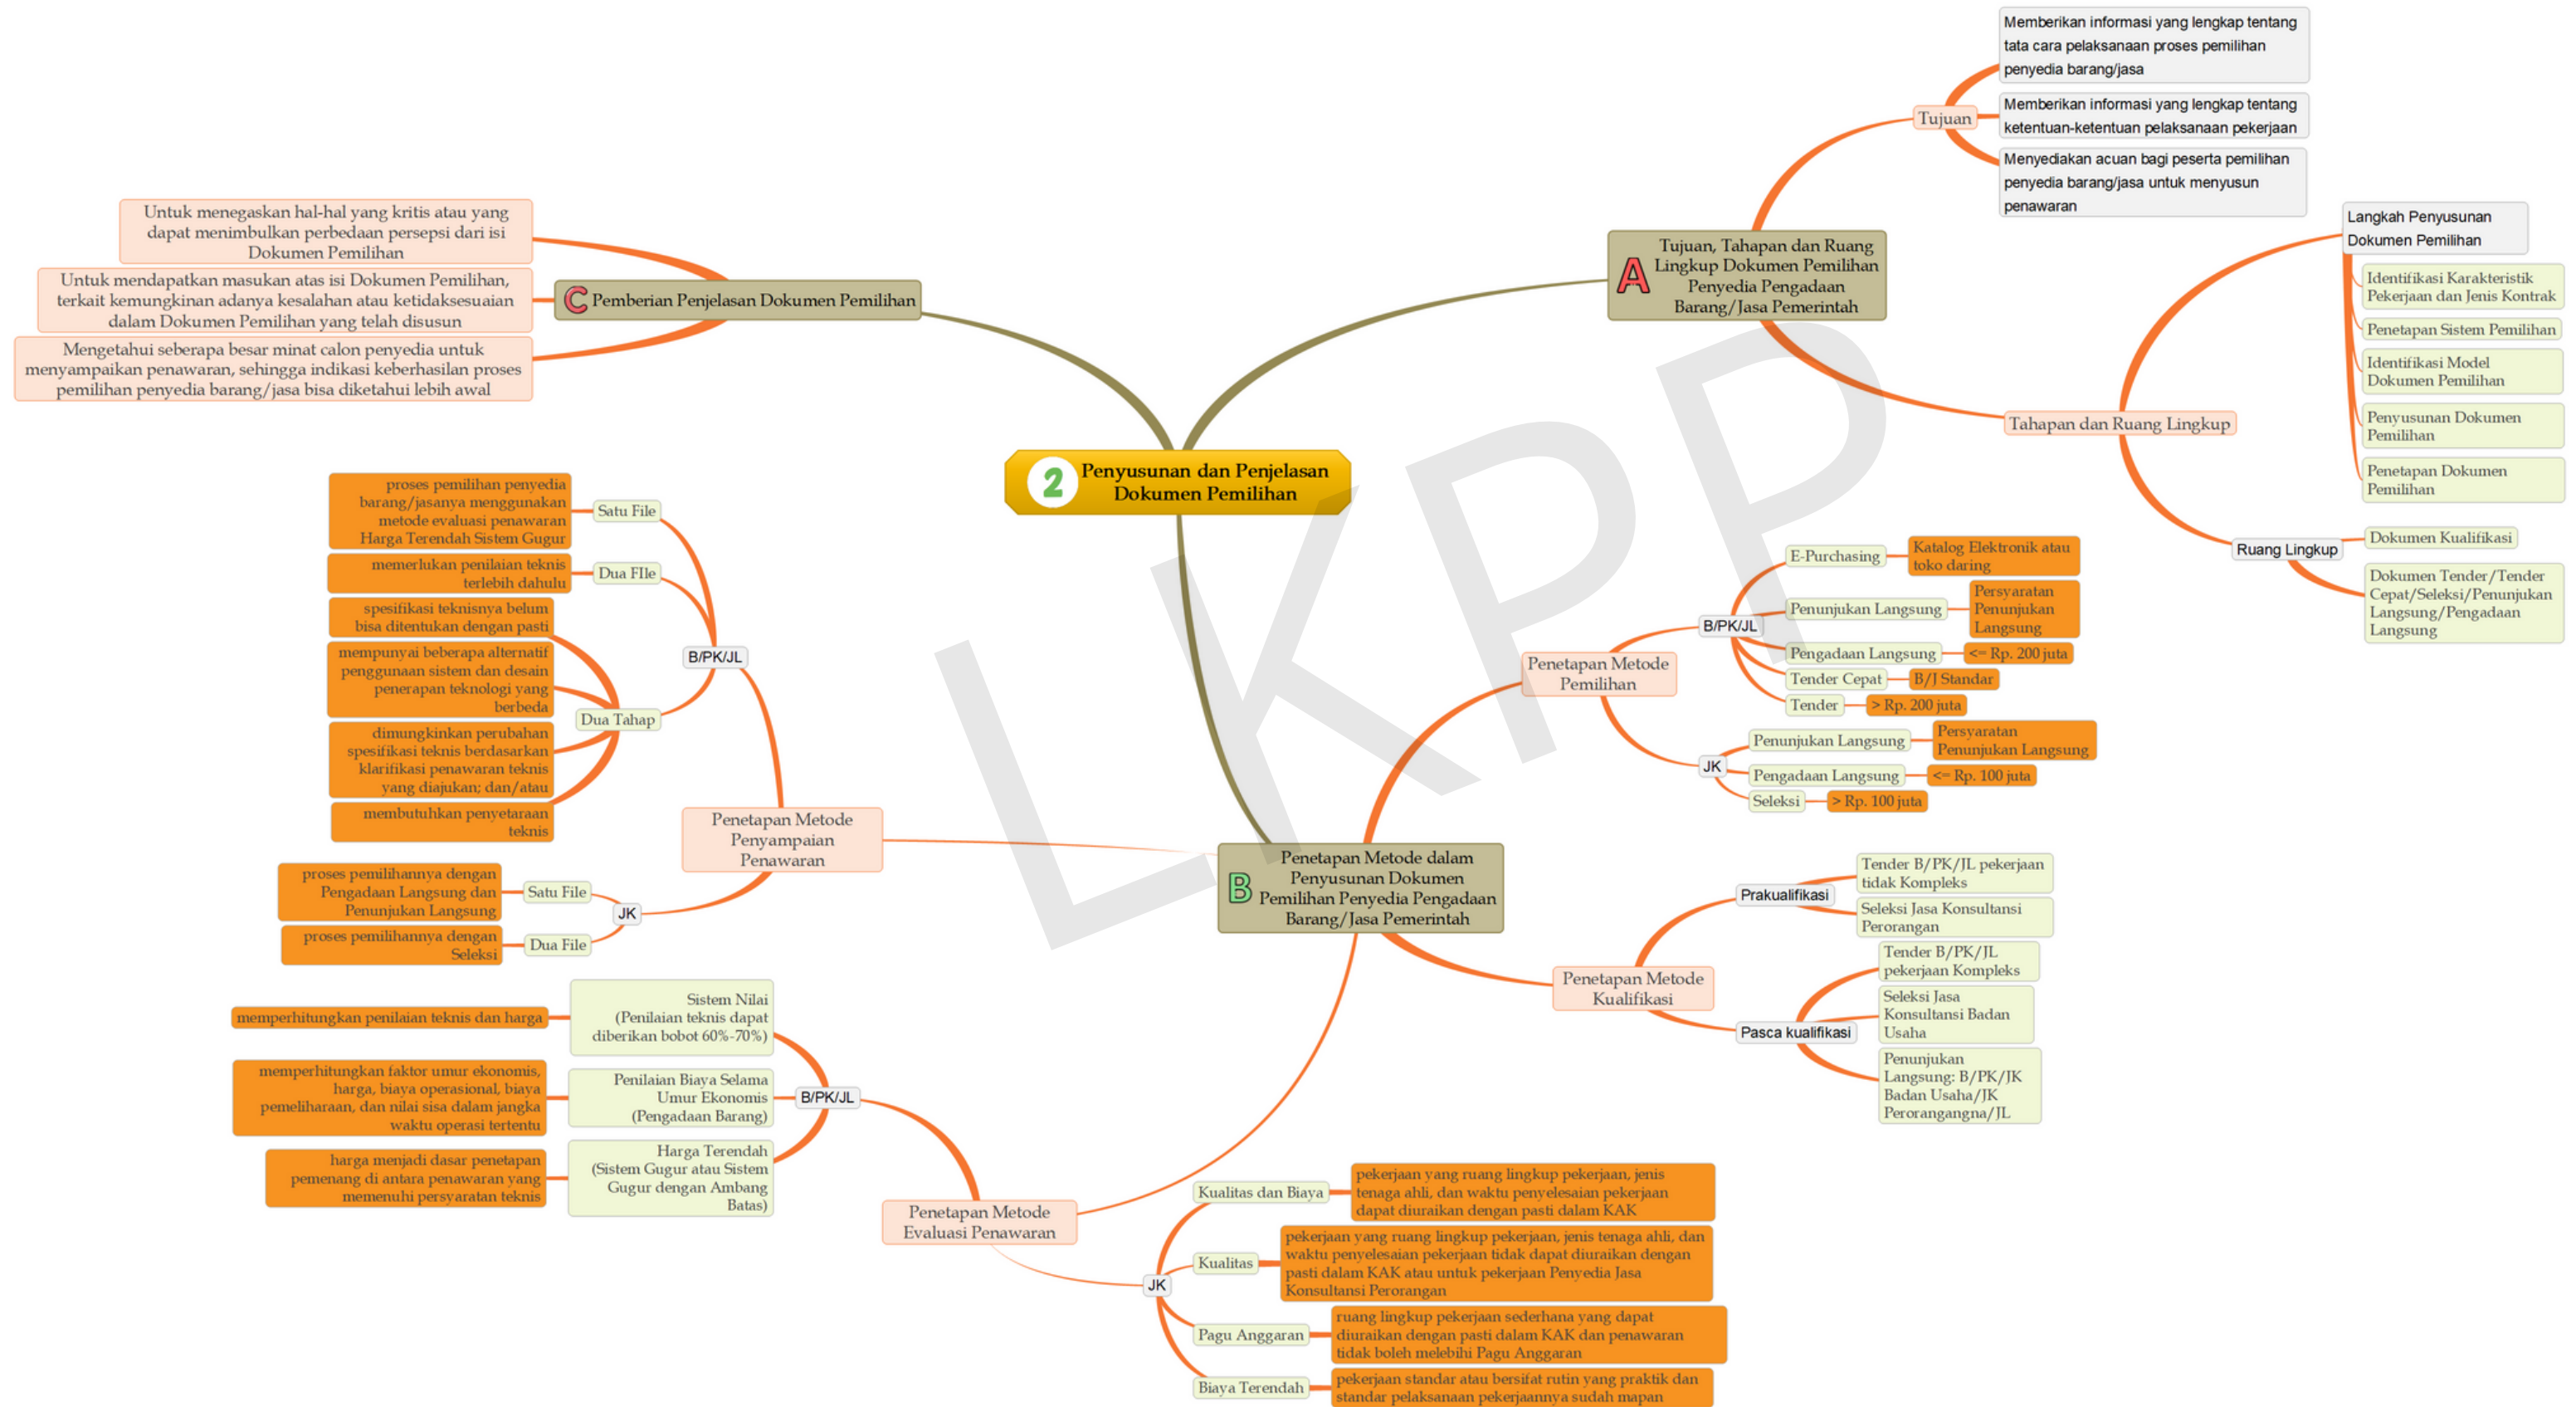 2
Penyusunan dan Penjelasan
Dokumen Pemilihan
A
Tujuan, Tahapan dan Ruang
Lingkup Dokumen Pemilihan
Penyedia Pengadaan
Barang/Jasa Pemerintah
Tujuan
Memberikan informasi yang lengkap tentang
tata cara pelaksanaan proses pemilihan
penyedia barang/jasa
Memberikan informasi yang lengkap tentang
ketentuan-ketentuan pelaksanaan pekerjaan
Menyediakan acuan bagi peserta pemilihan
penyedia barang/jasa untuk menyusun
penawaran
Tahapan dan Ruang Lingkup
Langkah Penyusunan
Dokumen Pemilihan
Identifikasi Karakteristik
Pekerjaan dan Jenis Kontrak
Penetapan Sistem Pemilihan
Identifikasi Model
Dokumen Pemilihan
Penyusunan Dokumen
Pemilihan
Penetapan Dokumen
Pemilihan
Ruang Lingkup
Dokumen Kualifikasi
Dokumen Tender/Tender
Cepat/Seleksi/Penunjukan
Langsung/Pengadaan
Langsung
B
Penetapan Metode dalam
Penyusunan Dokumen
Pemilihan Penyedia Pengadaan
Barang/Jasa Pemerintah
Penetapan Metode
Pemilihan
B/PK/JL
E-Purchasing
Katalog Elektronik atau
toko daring
Penunjukan Langsung
Persyaratan
Penunjukan
Langsung
Pengadaan Langsung
<= Rp. 200 juta
Tender Cepat
B/J Standar
Tender
> Rp. 200 juta
JK
Penunjukan Langsung
Persyaratan
Penunjukan Langsung
Pengadaan Langsung
<= Rp. 100 juta
Seleksi
> Rp. 100 juta
Penetapan Metode
Kualifikasi
Prakualifikasi
Tender B/PK/JL pekerjaan
tidak Kompleks
Seleksi Jasa Konsultansi
Perorangan
Pasca kualifikasi
Tender B/PK/JL
pekerjaan Kompleks
Seleksi Jasa
Konsultansi Badan
Usaha
Penunjukan
Langsung: B/PK/JK
Badan Usaha/JK
Perorangangna/JL
Penetapan Metode
Evaluasi Penawaran
B/PK/JL
Sistem Nilai
(Penilaian teknis dapat
diberikan bobot 60%-70%)
memperhitungkan penilaian teknis dan harga
Penilaian Biaya Selama
Umur Ekonomis
(Pengadaan Barang)
memperhitungkan faktor umur ekonomis,
harga, biaya operasional, biaya
pemeliharaan, dan nilai sisa dalam jangka
waktu operasi tertentu
Harga Terendah
(Sistem Gugur atau Sistem
Gugur dengan Ambang
Batas)
harga menjadi dasar penetapan
pemenang di antara penawaran yang
memenuhi persyaratan teknis
JK
Kualitas dan Biaya
pekerjaan yang ruang lingkup pekerjaan, jenis
tenaga ahli, dan waktu penyelesaian pekerjaan
dapat diuraikan dengan pasti dalam KAK
Kualitas
pekerjaan yang ruang lingkup pekerjaan, jenis tenaga ahli, dan
waktu penyelesaian pekerjaan tidak dapat diuraikan dengan
pasti dalam KAK atau untuk pekerjaan Penyedia Jasa
Konsultansi Perorangan
Pagu Anggaran
ruang lingkup pekerjaan sederhana yang dapat
diuraikan dengan pasti dalam KAK dan penawaran
tidak boleh melebihi Pagu Anggaran
Biaya Terendah
pekerjaan standar atau bersifat rutin yang praktik dan
standar pelaksanaan pekerjaannya sudah mapan
Penetapan Metode
Penyampaian
Penawaran
B/PK/JL
Satu File
proses pemilihan penyedia
barang/jasanya menggunakan
metode evaluasi penawaran
Harga Terendah Sistem Gugur
Dua FIle
memerlukan penilaian teknis
terlebih dahulu
Dua Tahap
spesifikasi teknisnya belum
bisa ditentukan dengan pasti
mempunyai beberapa alternatif
penggunaan sistem dan desain
penerapan teknologi yang
berbeda
dimungkinkan perubahan
spesifikasi teknis berdasarkan
klarifikasi penawaran teknis
yang diajukan; dan/atau
membutuhkan penyetaraan
teknis
JK
Satu File
proses pemilihannya dengan
Pengadaan Langsung dan
Penunjukan Langsung
Dua File
proses pemilihannya dengan
Seleksi
C
Pemberian Penjelasan Dokumen Pemilihan
Untuk menegaskan hal-hal yang kritis atau yang
dapat menimbulkan perbedaan persepsi dari isi
Dokumen Pemilihan
Untuk mendapatkan masukan atas isi Dokumen Pemilihan,
terkait kemungkinan adanya kesalahan atau ketidaksesuaian
dalam Dokumen Pemilihan yang telah disusun
Mengetahui seberapa besar minat calon penyedia untuk
menyampaikan penawaran, sehingga indikasi keberhasilan proses
pemilihan penyedia barang/jasa bisa diketahui lebih awal
LKPP